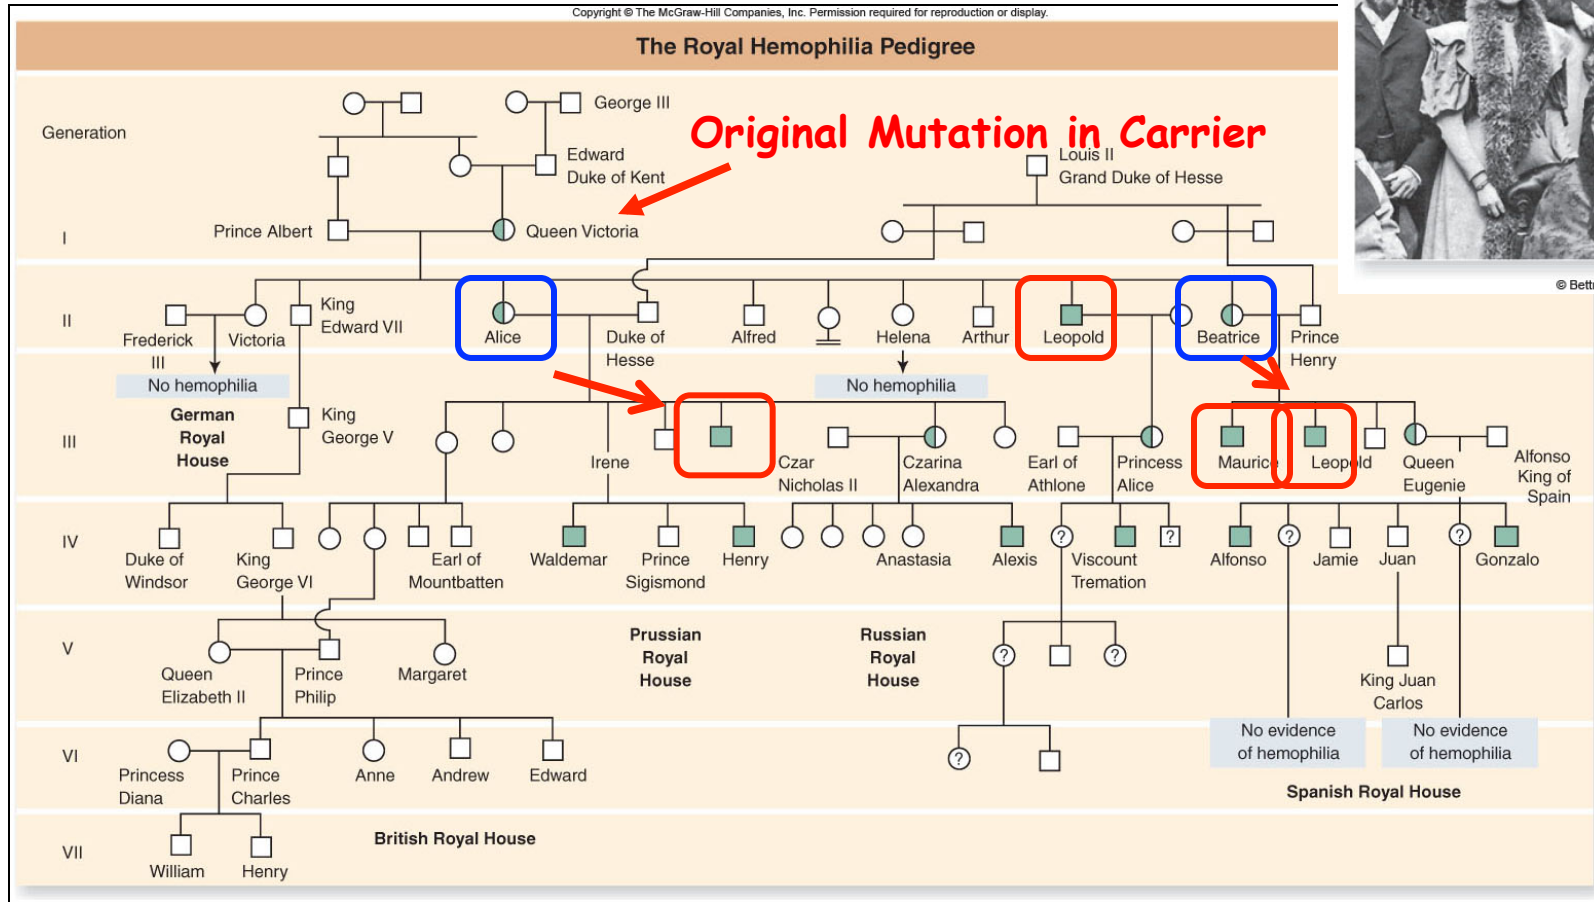 Copyright © The McGraw-Hill Companies, Inc. Permission required for reproduction or display.
The Royal Hemophilia Pedigree
George III
Generation
Original Mutation in Carrier
Edward
Duke of Kent
Louis II
Grand Duke of Hesse
I
Prince Albert
Queen Victoria
© Bett
II
Frederick
III
Victoria
King
Edward VII
Alice
Duke of
Hesse
Alfred
Helena
Arthur
Leopold
Beatrice
Prince
Henry
No hemophilia
No hemophilia
German
Royal
House
III
King
George V
Irene
Czar
Nicholas II
Czarina
Alexandra
Earl of
Athlone
Princess
Alice
Maurice
Leopold
Queen
Eugenie
Alfonso
King of
Spain
IV
?
?
?
?
Duke of
Windsor
King
George VI
Earl of
Mountbatten
Waldemar
Prince
Sigismond
Henry
Anastasia
Alexis
Viscount
Tremation
Alfonso
Jamie
Juan
Gonzalo
V
Queen
Elizabeth II
Prince
Philip
Margaret
Prussian
Royal
House
Russian
Royal
House
?
?
King Juan
Carlos
VI
Princess
Diana
Prince
Charles
Anne
Andrew
Edward
?
No evidence
of hemophilia
No evidence
of hemophilia
Spanish Royal House
VII
William
Henry
British Royal House